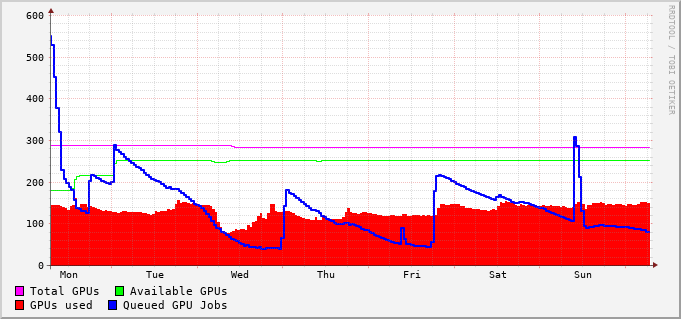 600
500
400
300
200
100
0
Mon Tue Wed Thu Fri Sat Sun
Total GPUs Available GPUs
GPUs used Queued GPU Jobs
RRDTOOL / TOBI OETIKER